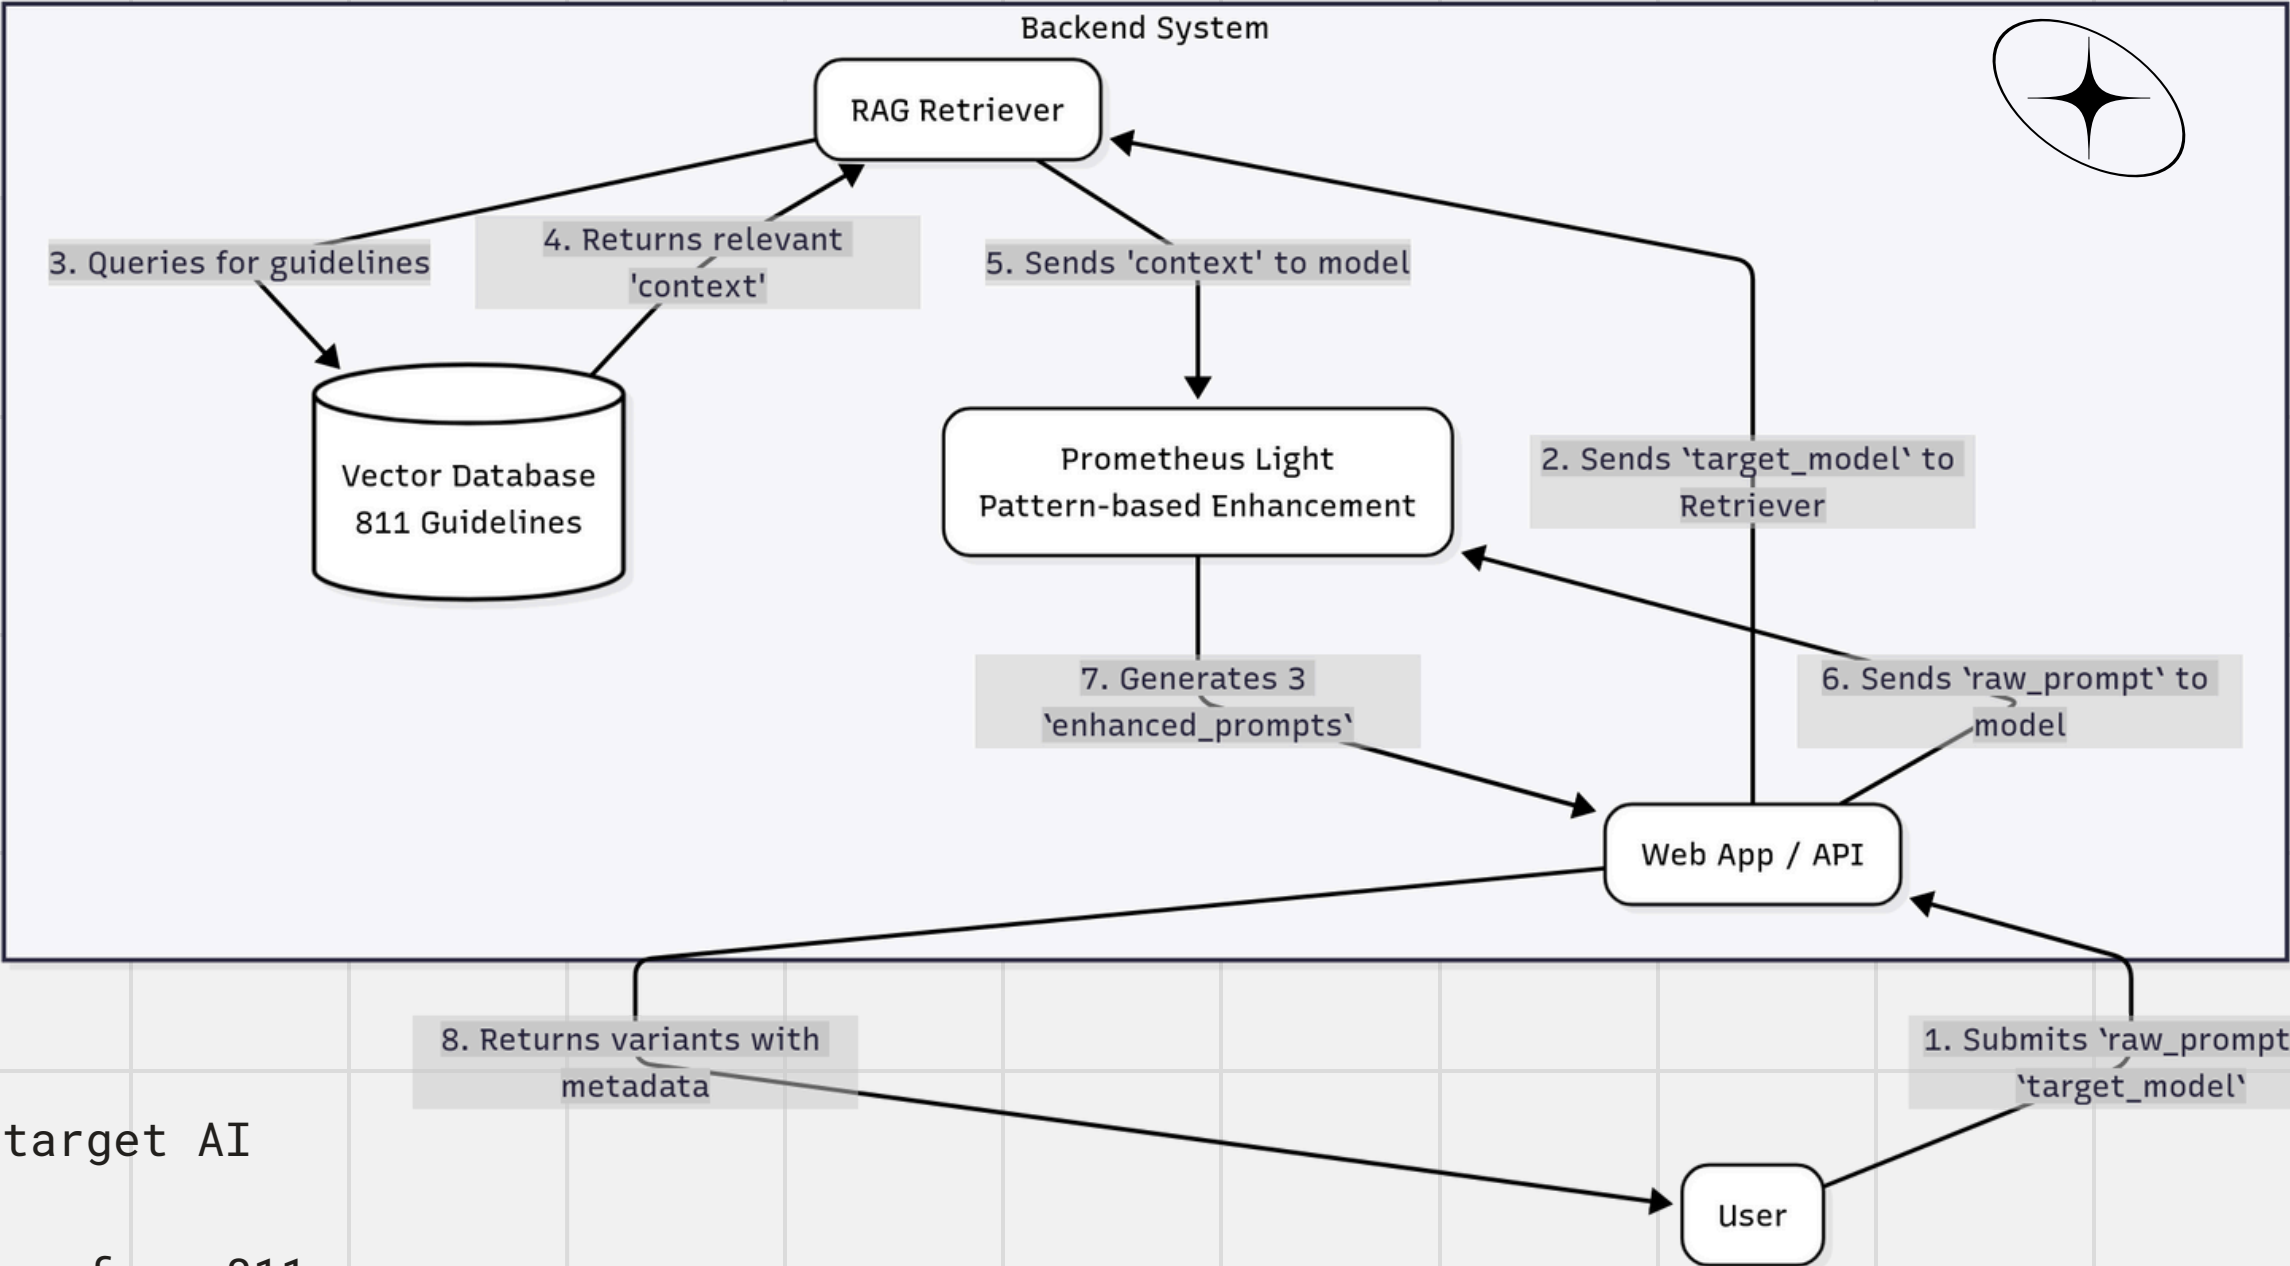 Backend System
RAG Retriever
3. Queries for guidelines
4. Returns relevant
'context'
5. Sends 'context' to model
Vector Database
811 Guidelines
Prometheus Light
Pattern-based Enhancement
2. Sends `target_model` to
Retriever
7. Generates 3
`enhanced_prompts`
6. Sends `raw_prompt` to
model
Web App / API
8. Returns variants with
metadata
1. Submits `raw_prompt
`target_model`
target AI
User
811